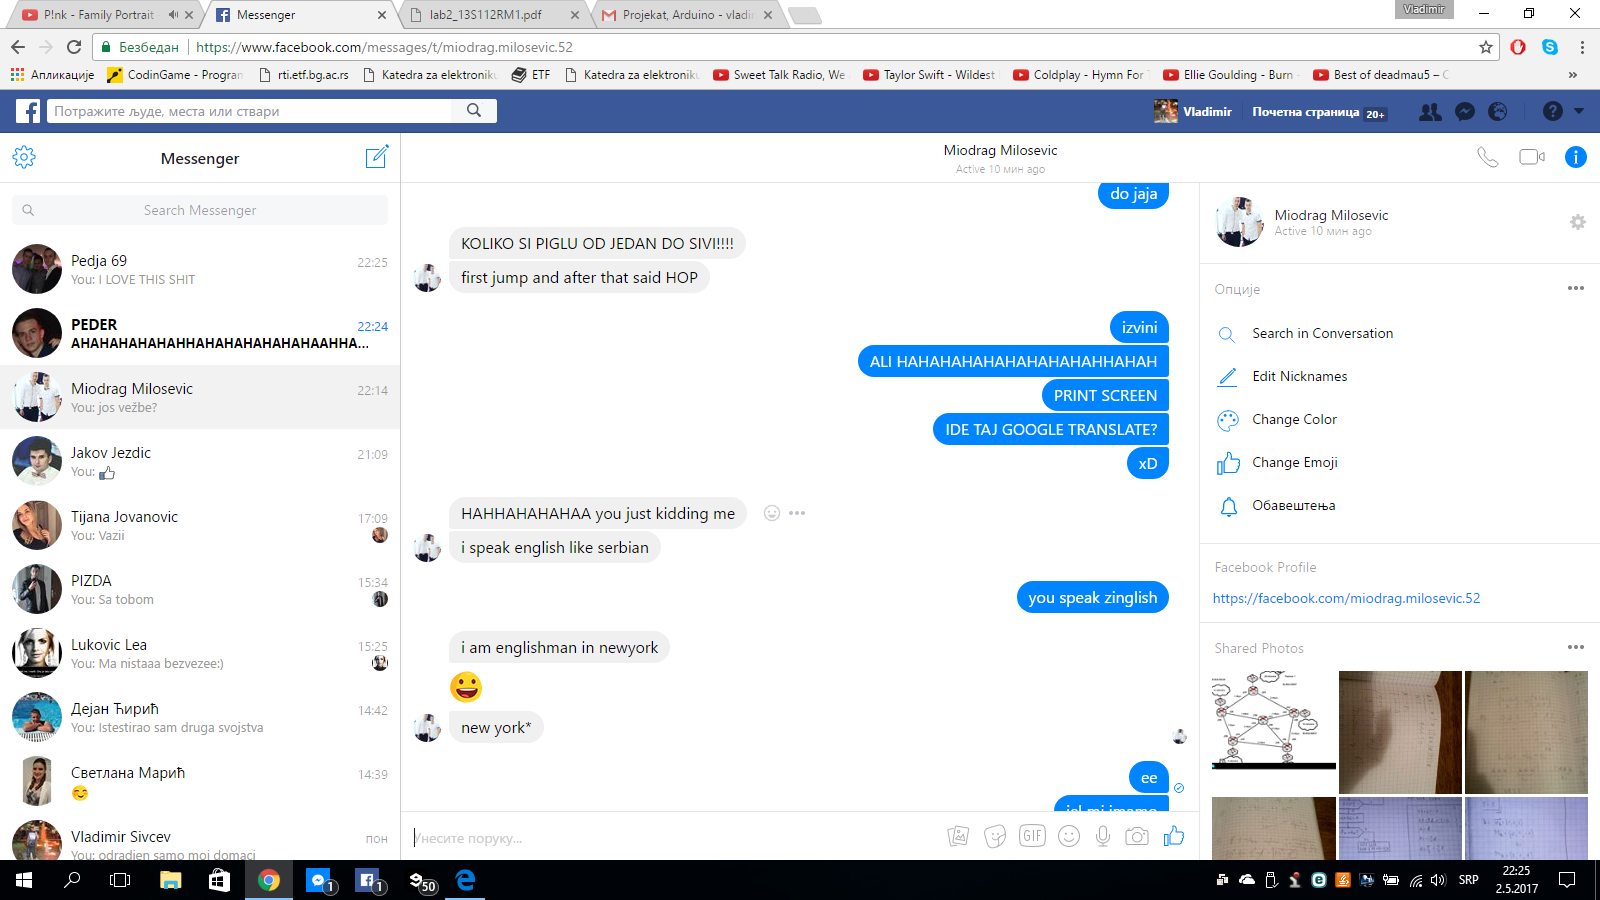 P!nk - Family Portrait -
Messenger
lab2_13S112RM1.pdf
Projekat, Arduino - vladim
Vladimir
Безбедан
https://www.facebook.com/messages/t/miodrag.milosevic.52
Апликације
CodinGame - Program
rti.etf.bg.ac.rs
Katedra za elektroniku
ETF
Katedra za elektroniku
Sweet Talk Radio, We
Taylor Swift - Wildest
Coldplay - Hymn For
Ellie Goulding - Burn -
Best of deadmau5 –
»
Потражите људе, места или ствари
Vladimir
Почетна страница 20+
Messenger
Search Messenger
Pedja 69
22:25
You: I LOVE THIS SHIT
PEDER
22:24
AHAHAHAHAHAHHAHAHAHAHAHAHAAHHA...
Miodrag Milosevic
22:14
You: jos vežbe?
Jakov Jezdic
21:09
You:
Tijana Jovanovic
17:09
You: Vazii
PIZDA
15:34
You: Sa tobom
Lukovic Lea
15:25
You: Ma nistaaa bezvezee:)
Дејан Ћирић
14:42
You: Istestirao sam druga svojstva
Светлана Марић
14:39
😊
Vladimir Sivcev
пон
You: odradjen samo moj domaci
Miodrag Milosevic
Active 10 мин ago
do jaja
KOLIKO SI PIGLU OD JEDAN DO SIVI!!!!
first jump and after that said HOP
izvini
ALI HAHAHAHAHAHAHAHAHAHHAHAH
PRINT SCREEN
IDE TAJ GOOGLE TRANSLATE?
xD
HAHHAHAHAHAA you just kidding me
i speak english like serbian
you speak zinglish
i am englishman in newyork
😀
new york*
ee
jel mi imamo
Унесите поруку...
GIF
Miodrag Milosevic
Active 10 мин ago
Опције
Search in Conversation
Edit Nicknames
Change Color
Change Emoji
Обавештења
Facebook Profile
https://facebook.com/miodrag.milosevic.52
Shared Photos
1
1
50
SRP
22:25
2.5.2017